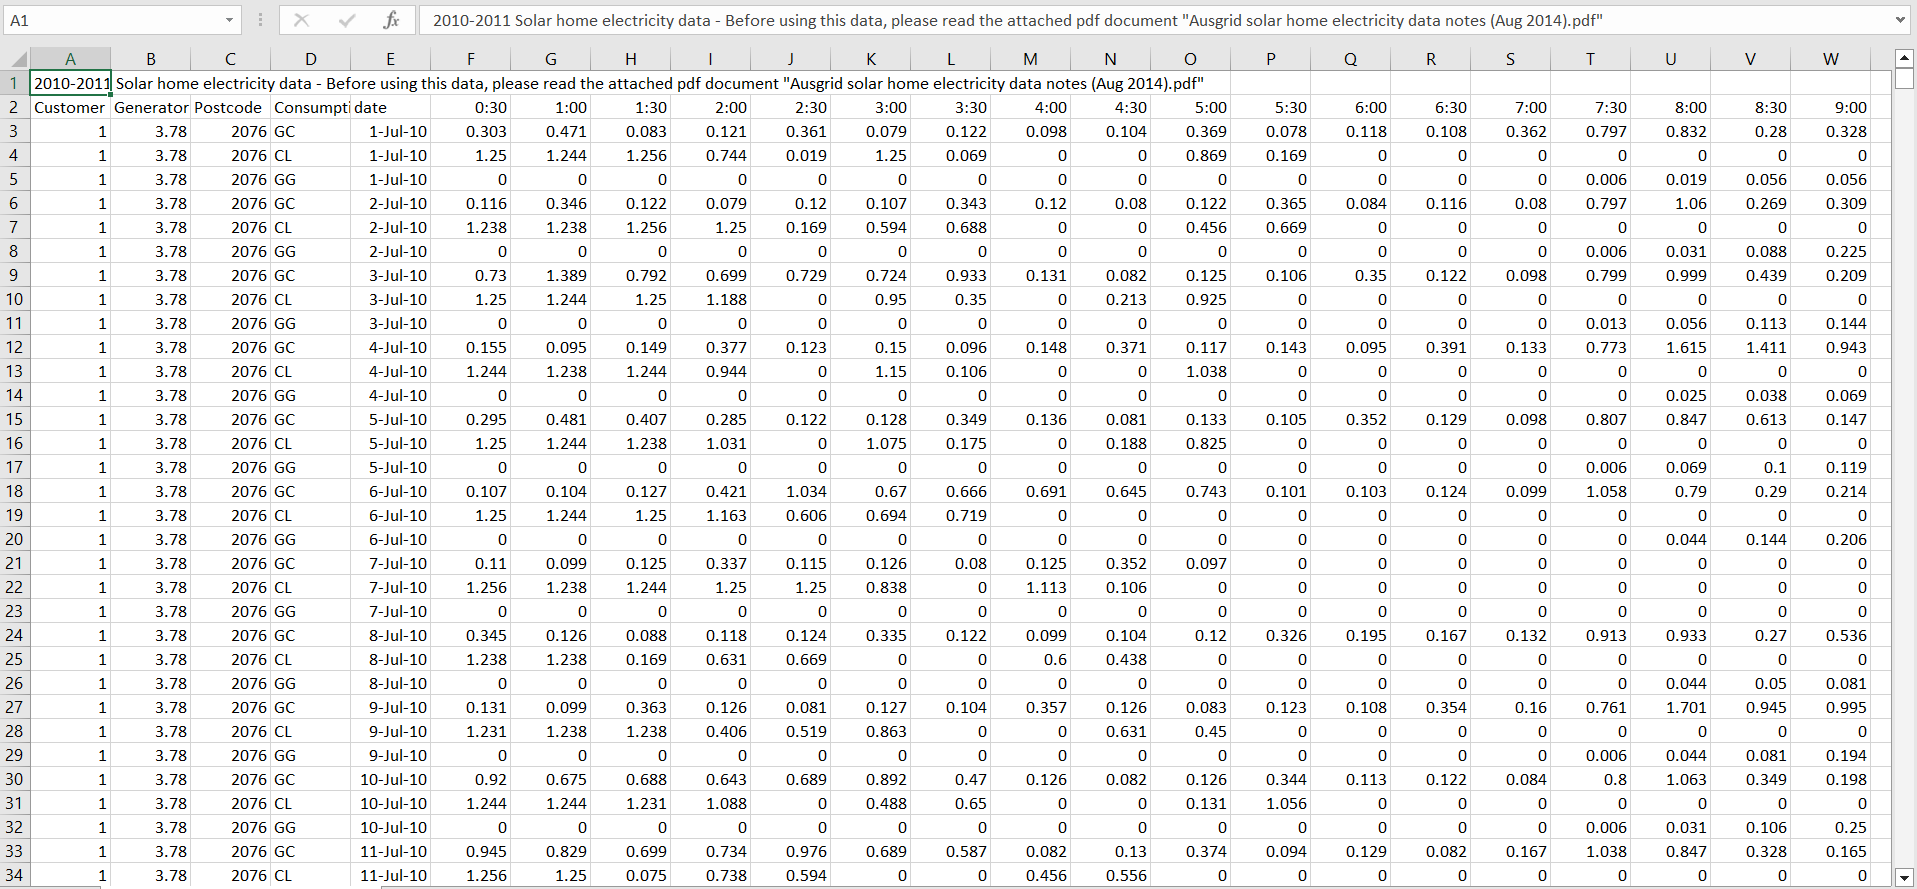 A1 fx 2010-2011 Solar home electricity data - Before using this data, please read the attached pdf document "Ausgrid solar home electricity data notes (Aug 2014).pdf"
A B C D E F G H I J K L M N O P Q R S T U V W
1 2010-2011 Solar home electricity data - Before using this data, please read the attached pdf document "Ausgrid solar home electricity data notes (Aug 2014).pdf"
2 Customer Generator Postcode Consumpti date 0:30 1:00 1:30 2:00 2:30 3:00 3:30 4:00 4:30 5:00 5:30 6:00 6:30 7:00 7:30 8:00 8:30 9:00
3 1 3.78 2076 GC 1-Jul-10 0.303 0.471 0.083 0.121 0.361 0.079 0.122 0.098 0.104 0.369 0.078 0.118 0.108 0.362 0.797 0.832 0.28 0.328
4 1 3.78 2076 CL 1-Jul-10 1.25 1.244 1.256 0.744 0.019 1.25 0.069 0 0 0.869 0.169 0 0 0 0 0 0 0
5 1 3.78 2076 GG 1-Jul-10 0 0 0 0 0 0 0 0 0 0 0 0 0 0 0.006 0.019 0.056 0.056
6 1 3.78 2076 GC 2-Jul-10 0.116 0.346 0.122 0.079 0.12 0.107 0.343 0.12 0.08 0.122 0.365 0.084 0.116 0.08 0.797 1.06 0.269 0.309
7 1 3.78 2076 CL 2-Jul-10 1.238 1.238 1.256 1.25 0.169 0.594 0.688 0 0 0.456 0.669 0 0 0 0 0 0 0
8 1 3.78 2076 GG 2-Jul-10 0 0 0 0 0 0 0 0 0 0 0 0 0 0 0.006 0.031 0.088 0.225
9 1 3.78 2076 GC 3-Jul-10 0.73 1.389 0.792 0.699 0.729 0.724 0.933 0.131 0.082 0.125 0.106 0.35 0.122 0.098 0.799 0.999 0.439 0.209
10 1 3.78 2076 CL 3-Jul-10 1.25 1.244 1.25 1.188 0 0.95 0.35 0 0.213 0.925 0 0 0 0 0 0 0 0
11 1 3.78 2076 GG 3-Jul-10 0 0 0 0 0 0 0 0 0 0 0 0 0 0 0.013 0.056 0.113 0.144
12 1 3.78 2076 GC 4-Jul-10 0.155 0.095 0.149 0.377 0.123 0.15 0.096 0.148 0.371 0.117 0.143 0.095 0.391 0.133 0.773 1.615 1.411 0.943
13 1 3.78 2076 CL 4-Jul-10 1.244 1.238 1.244 0.944 0 1.15 0.106 0 0 1.038 0 0 0 0 0 0 0 0
14 1 3.78 2076 GG 4-Jul-10 0 0 0 0 0 0 0 0 0 0 0 0 0 0 0 0.025 0.038 0.069
15 1 3.78 2076 GC 5-Jul-10 0.295 0.481 0.407 0.285 0.122 0.128 0.349 0.136 0.081 0.133 0.105 0.352 0.129 0.098 0.807 0.847 0.613 0.147
16 1 3.78 2076 CL 5-Jul-10 1.25 1.244 1.238 1.031 0 1.075 0.175 0 0.188 0.825 0 0 0 0 0 0 0 0
17 1 3.78 2076 GG 5-Jul-10 0 0 0 0 0 0 0 0 0 0 0 0 0 0 0.006 0.069 0.1 0.119
18 1 3.78 2076 GC 6-Jul-10 0.107 0.104 0.127 0.421 1.034 0.67 0.666 0.691 0.645 0.743 0.101 0.103 0.124 0.099 1.058 0.79 0.29 0.214
19 1 3.78 2076 CL 6-Jul-10 1.25 1.244 1.25 1.163 0.606 0.694 0.719 0 0 0 0 0 0 0 0 0 0 0
20 1 3.78 2076 GG 6-Jul-10 0 0 0 0 0 0 0 0 0 0 0 0 0 0 0 0.044 0.144 0.206
21 1 3.78 2076 GC 7-Jul-10 0.11 0.099 0.125 0.337 0.115 0.126 0.08 0.125 0.352 0.097 0 0 0 0 0 0 0 0
22 1 3.78 2076 CL 7-Jul-10 1.256 1.238 1.244 1.25 1.25 0.838 0 1.113 0.106 0 0 0 0 0 0 0 0 0
23 1 3.78 2076 GG 7-Jul-10 0 0 0 0 0 0 0 0 0 0 0 0 0 0 0 0 0 0
24 1 3.78 2076 GC 8-Jul-10 0.345 0.126 0.088 0.118 0.124 0.335 0.122 0.099 0.104 0.12 0.326 0.195 0.167 0.132 0.913 0.933 0.27 0.536
25 1 3.78 2076 CL 8-Jul-10 1.238 1.238 0.169 0.631 0.669 0 0 0.6 0.438 0 0 0 0 0 0 0 0 0
26 1 3.78 2076 GG 8-Jul-10 0 0 0 0 0 0 0 0 0 0 0 0 0 0 0 0.044 0.05 0.081
27 1 3.78 2076 GC 9-Jul-10 0.131 0.099 0.363 0.126 0.081 0.127 0.104 0.357 0.126 0.083 0.123 0.108 0.354 0.16 0.761 1.701 0.945 0.995
28 1 3.78 2076 CL 9-Jul-10 1.231 1.238 1.238 0.406 0.519 0.863 0 0 0.631 0.45 0 0 0 0 0 0 0 0
29 1 3.78 2076 GG 9-Jul-10 0 0 0 0 0 0 0 0 0 0 0 0 0 0 0.006 0.044 0.081 0.194
30 1 3.78 2076 GC 10-Jul-10 0.92 0.675 0.688 0.643 0.689 0.892 0.47 0.126 0.082 0.126 0.344 0.113 0.122 0.084 0.8 1.063 0.349 0.198
31 1 3.78 2076 CL 10-Jul-10 1.244 1.244 1.231 1.088 0 0.488 0.65 0 0 0.131 1.056 0 0 0 0 0 0 0
32 1 3.78 2076 GG 10-Jul-10 0 0 0 0 0 0 0 0 0 0 0 0 0 0 0.006 0.031 0.106 0.25
33 1 3.78 2076 GC 11-Jul-10 0.945 0.829 0.699 0.734 0.976 0.689 0.587 0.082 0.13 0.374 0.094 0.129 0.082 0.167 1.038 0.847 0.328 0.165
34 1 3.78 2076 CL 11-Jul-10 1.256 1.25 0.075 0.738 0.594 0 0 0.456 0.556 0 0 0 0 0 0 0 0 0